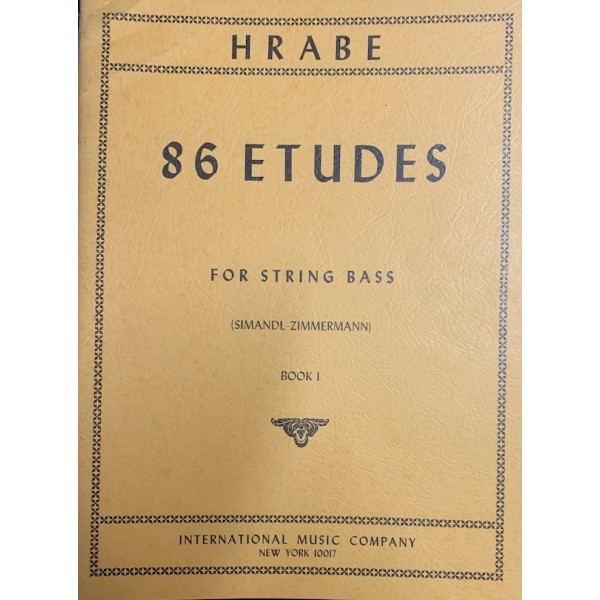 HRABE
86 ETUDES
FOR STRING BASS
(SIMANDL-ZIMMERMANN)
BOOK I
INTERNATIONAL MUSIC COMPANY
NEW YORK 10017